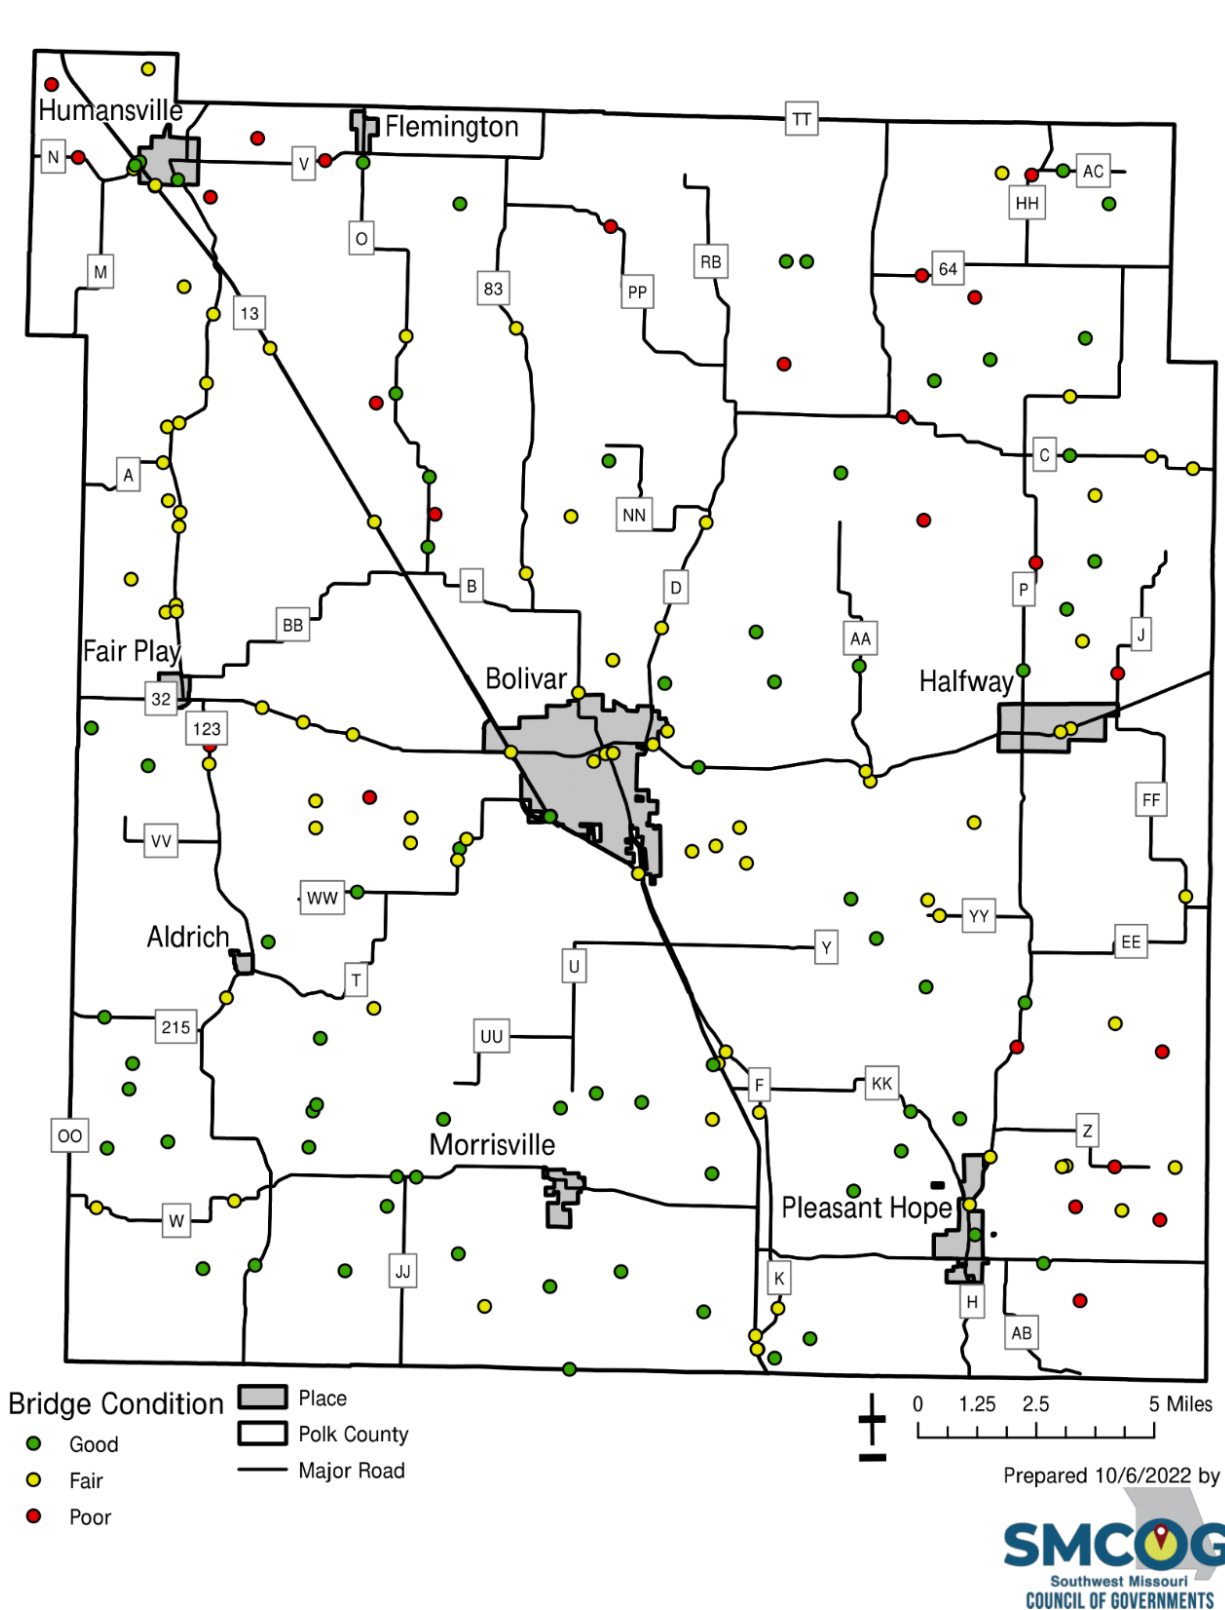 Humansville
Flemington
TT
N
V
AC
HH
O
M
RB
64
83
PP
13
C
A
NN
B
D
P
BB
AA
J
Fair Play
Bolivar
Halfway
32
123
FF
VV
WW
YY
Aldrich
EE
Y
U
T
215
UU
KK
F
OO
Z
Morrisville
Pleasant Hope
W
JJ
K
H
AB
Bridge Condition
Good
Fair
Poor
Place
Polk County
Major Road
0 1.25 2.5 5 Miles
Prepared 10/6/2022 by
SMCOG
Southwest Missouri
COUNCIL OF GOVERNMENTS